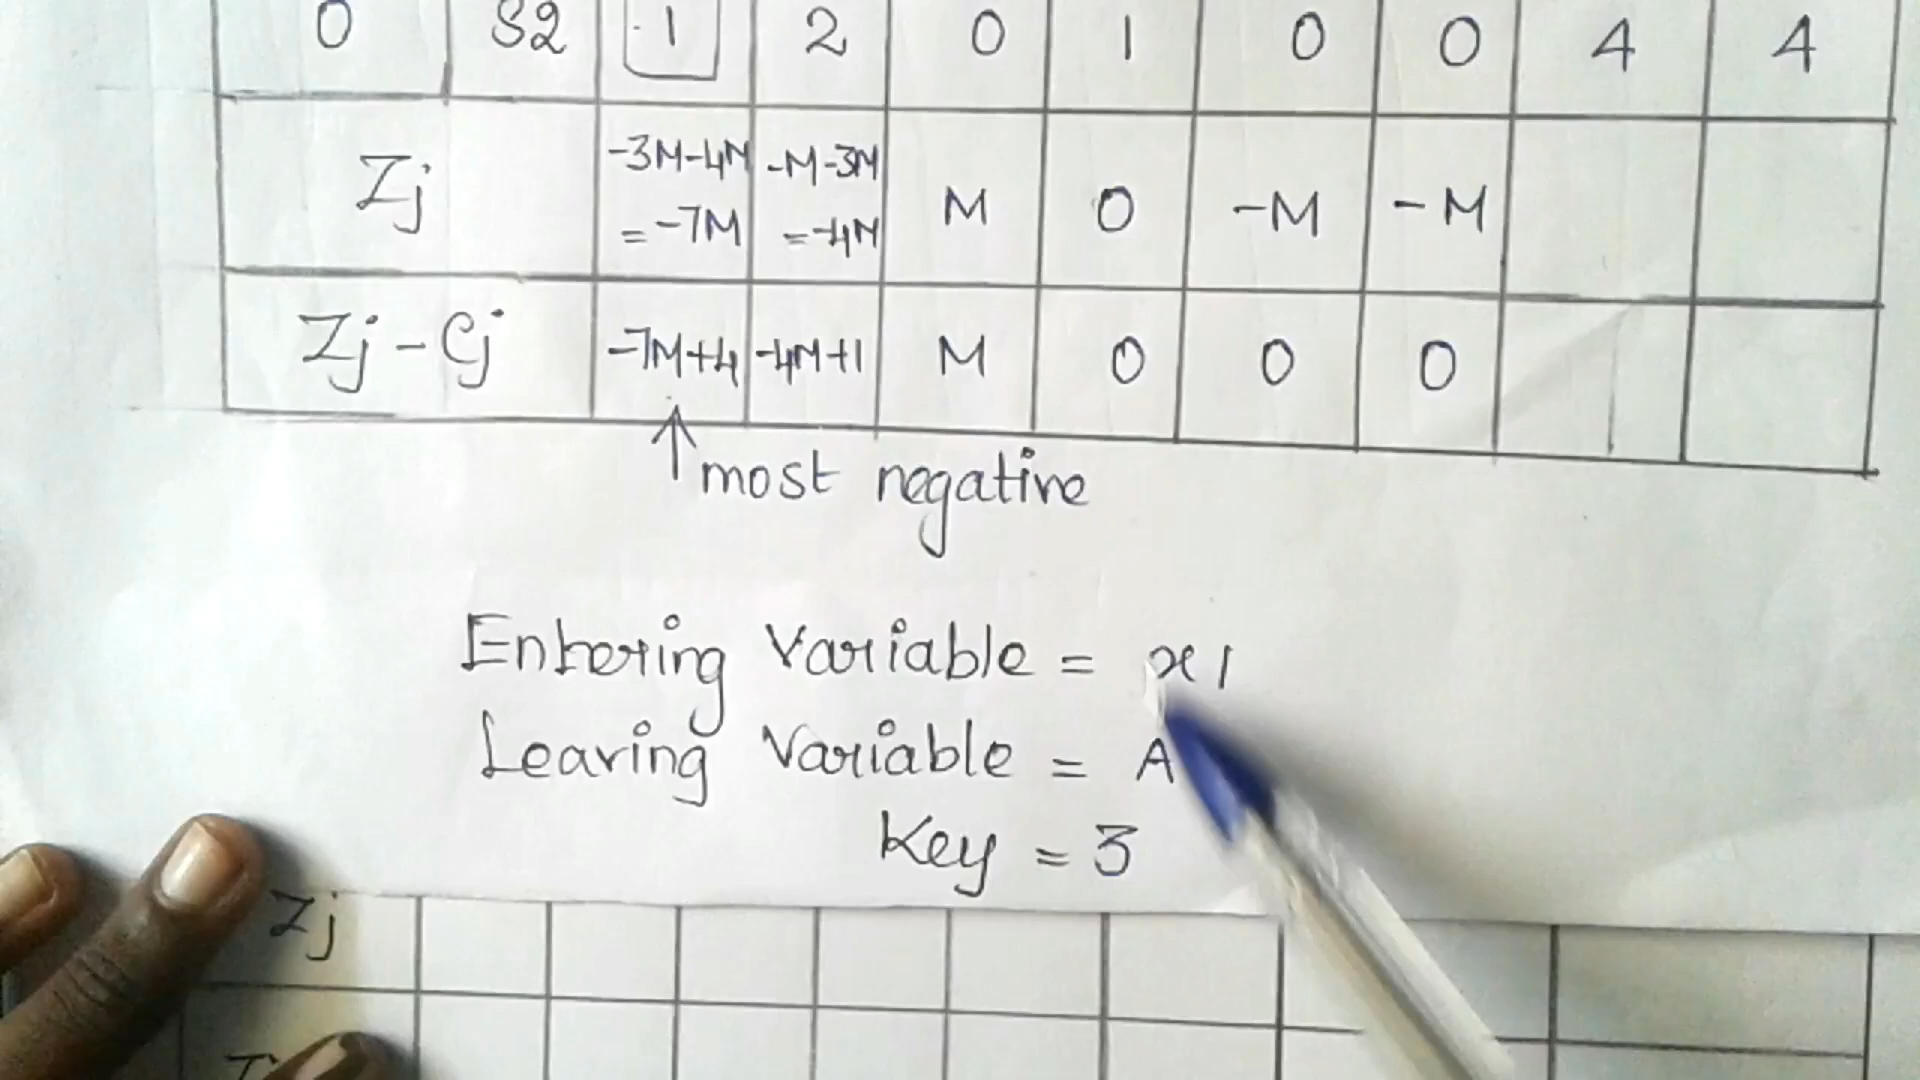 0 S2 1 2 0 1 0 0 4 4
Zj -3M-4M = -7M -M-3M = -4M M 0 -M -M
Zj - Cj -7M+4 -4M+1 M 0 0 0
↑ most negative
Entering Variable = x1
Leaving Variable = A
Key = 3
Zj